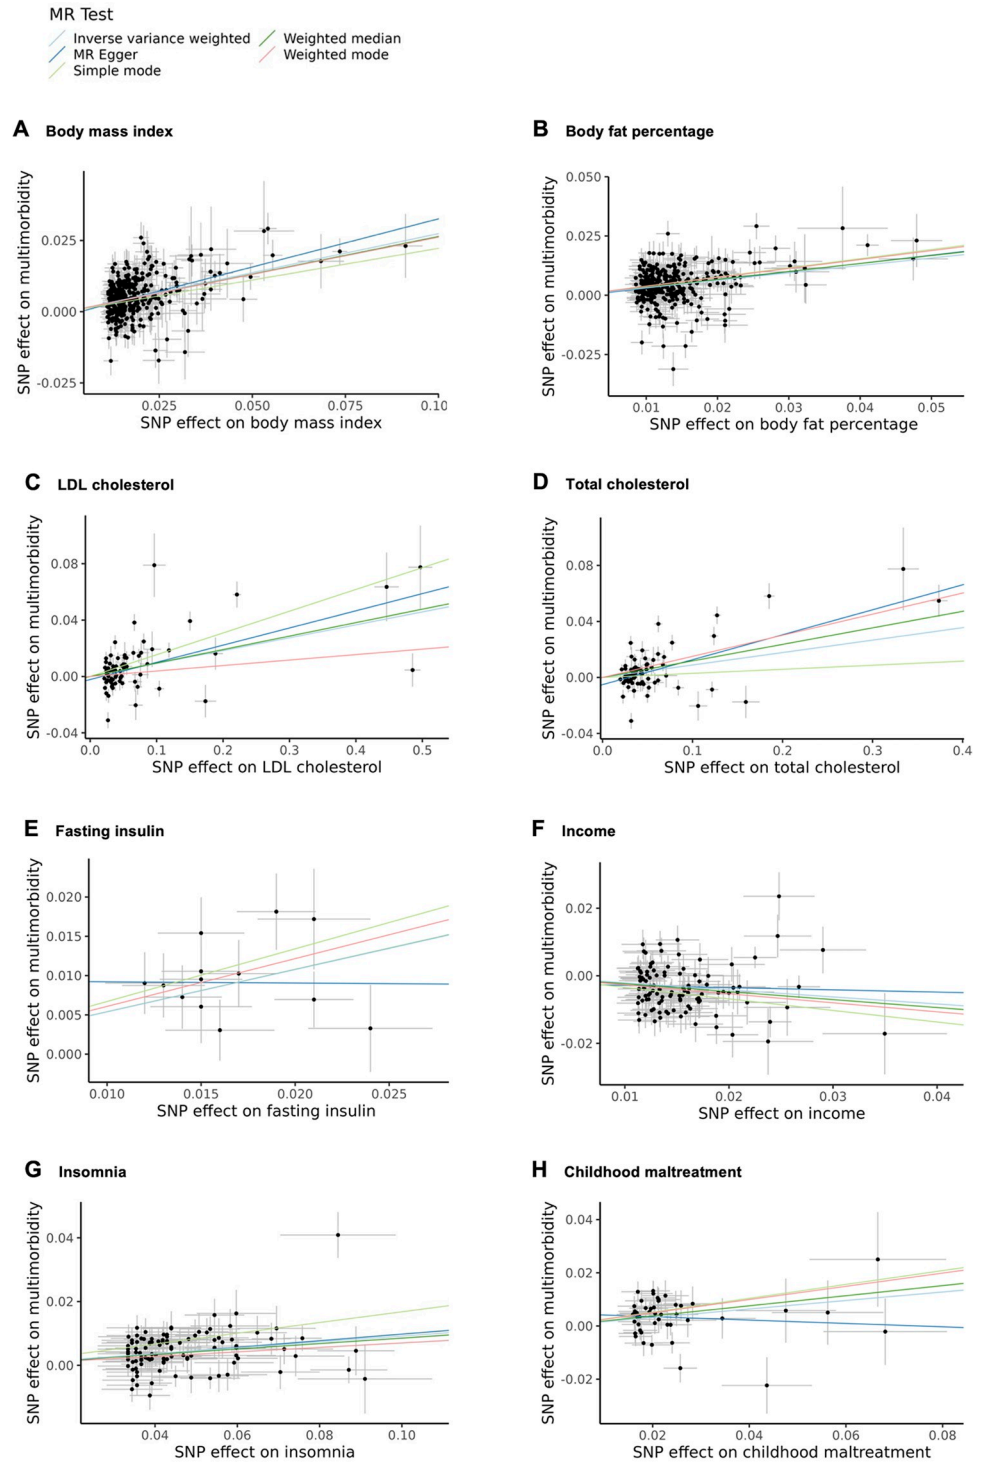 MR Test
Inverse variance weighted
Weighted median
MR Egger
Weighted mode
Simple mode
A Body mass index
SNP effect on multimorbidity
0.025
0.000
-0.025
0.025 0.050 0.075 0.10
SNP effect on body mass index
B Body fat percentage
SNP effect on multimorbidity
0.050
0.025
0.000
-0.025
0.01 0.02 0.03 0.04 0.05
SNP effect on body fat percentage
C LDL cholesterol
SNP effect on multimorbidity
0.08
0.04
0.00
-0.04
0.0 0.1 0.2 0.3 0.4 0.5
SNP effect on LDL cholesterol
D Total cholesterol
SNP effect on multimorbidity
0.08
0.04
0.00
-0.04
0.0 0.1 0.2 0.3 0.4
SNP effect on total cholesterol
E Fasting insulin
SNP effect on multimorbidity
0.020
0.015
0.010
0.005
0.000
0.010 0.015 0.020 0.025
SNP effect on fasting insulin
F Income
SNP effect on multimorbidity
0.02
0.00
-0.02
0.01 0.02 0.03 0.04
SNP effect on income
G Insomnia
SNP effect on multimorbidity
0.04
0.02
0.00
0.04 0.06 0.08 0.10
SNP effect on insomnia
H Childhood maltreatment
SNP effect on multimorbidity
0.04
0.02
0.00
-0.02
0.02 0.04 0.06 0.08
SNP effect on childhood maltreatment